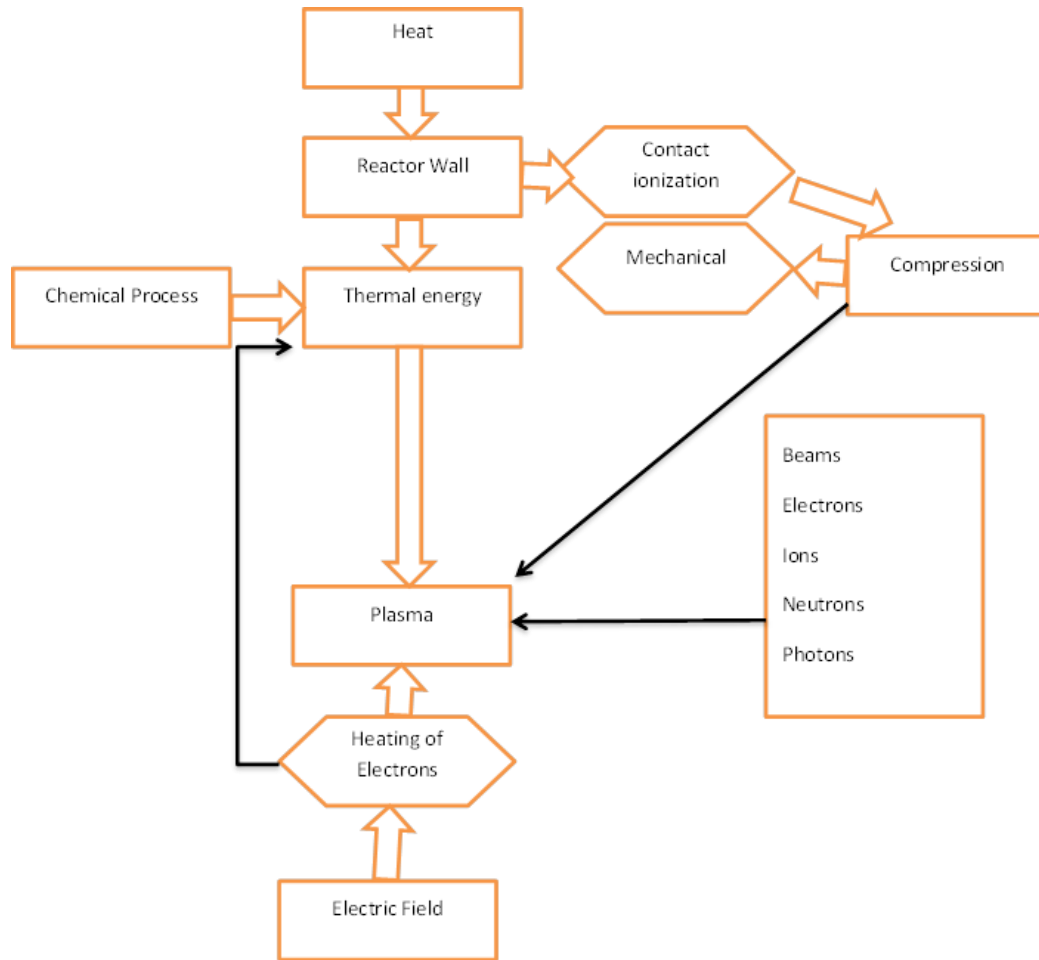 Heat
Reactor Wall
Contact
ionization
Mechanical
Compression
Chemical Process
Thermal energy
Beams
Electrons
Ions
Neutrons
Photons
Plasma
Heating of
Electrons
Electric Field